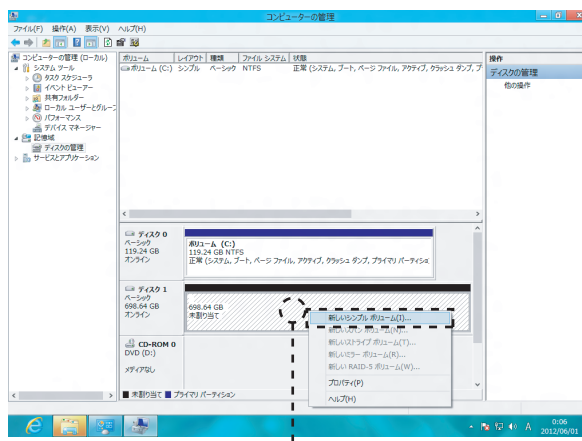 コンピューターの管理
ファイル(F) 操作(A) 表示(V) ヘルプ(H)
コンピューターの管理 (ローカル)
システム ツール
タスク スケジューラ
イベント ビューアー
共有フォルダー
ローカル ユーザーとグループ
パフォーマンス
デバイス マネージャー
記憶域
ディスクの管理
サービスとアプリケーション
ボリューム レイアウト 種類 ファイル システム 状態
ボリューム (C:) シンプル ベーシック NTFS 正常 (システム, ブート, ページ ファイル, アクティブ, クラッシュ ダンプ, プ
操作
ディスクの管理
他の操作
ディスク 0
ベーシック
119.24 GB
オンライン
ボリューム (C:)
119.24 GB NTFS
正常 (システム, ブート, ページ ファイル, アクティブ, クラッシュ ダンプ, プライマリ パーティショ
ディスク 1
ベーシック
698.64 GB
オンライン
698.64 GB
未割り当て
CD-ROM 0
DVD (D:)
メディアなし
新しいシンプル ボリューム(I)...
新しいスパン ボリューム(N)...
新しいストライプ ボリューム(T)...
新しいミラー ボリューム(R)...
新しい RAID-5 ボリューム(W)...
プロパティ(P)
ヘルプ(H)
未割り当て プライマリ パーティション
A
0:06
2012/06/01